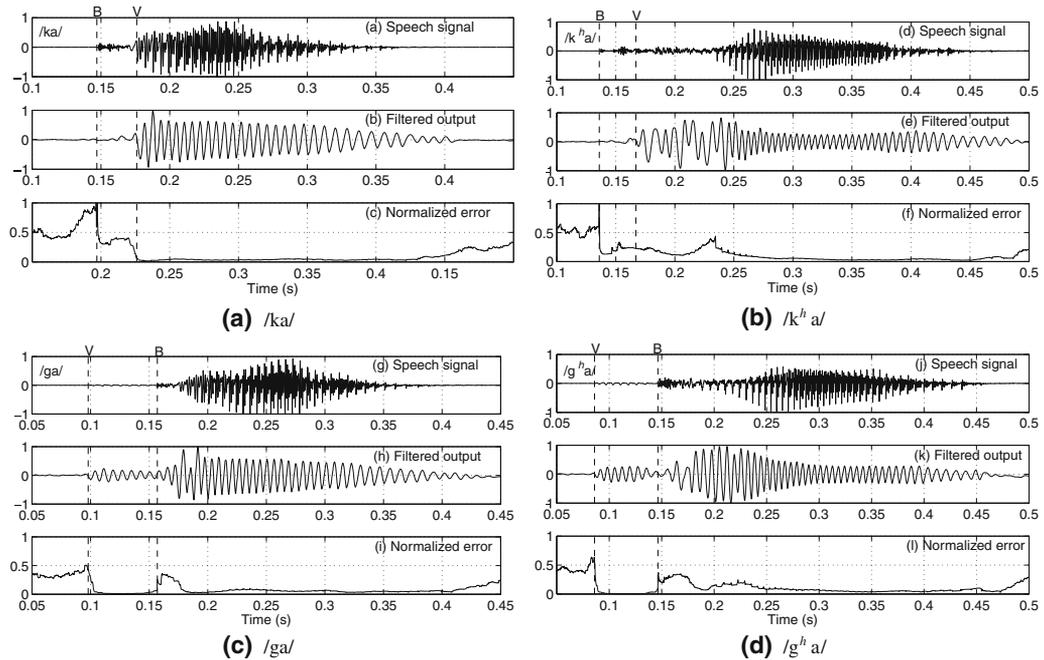 B V
/ka/ (a) Speech signal
0
−1
0.1 0.15 0.2 0.25 0.3 0.35 0.4
1
(b) Filtered output
0
−1
0.1 0.15 0.2 0.25 0.3 0.35 0.4
1
(c) Normalized error
0.5
0
0.2 0.25 0.3 0.35 0.15
Time (s)
(a) /ka/
B V
1
/kʰa/ (d) Speech signal
0
1
0.1 0.15 0.2 0.25 0.3 0.35 0.4 0.45 0.5
1
(e) Filtered output
0
1
0.1 0.15 0.2 0.25 0.3 0.35 0.4 0.45 0.5
1
(f) Normalized error
0.5
0
0.1 0.15 0.2 0.25 0.3 0.35 0.4 0.45 0.5
Time (s)
(b) /kʰ a/
V B
1
/ga/ (g) Speech signal
0
−1
0.05 0.1 0.15 0.2 0.25 0.3 0.35 0.4 0.45
1
(h) Filtered output
0
−1
0.05 0.1 0.15 0.2 0.25 0.3 0.35 0.4 0.45
1
(i) Normalized error
0.5
0
0.05 0.1 0.15 0.2 0.25 0.3 0.35 0.4 0.45
Time (s)
(c) /ga/
V B
1
/gʰa/ (j) Speech signal
0
1
0.05 0.1 0.15 0.2 0.25 0.3 0.35 0.4 0.45 0.5
1
(k) Filtered output
0
1
0.05 0.1 0.15 0.2 0.25 0.3 0.35 0.4 0.45 0.5
1
(l) Normalized error
0.5
0
0.05 0.1 0.15 0.2 0.25 0.3 0.35 0.4 0.45 0.5
Time (s)
(d) /gʰ a/